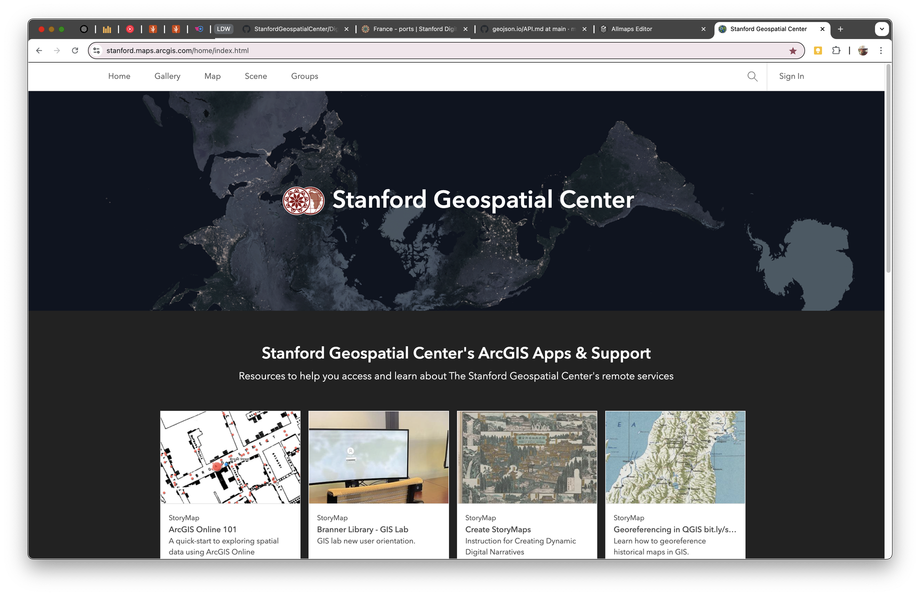 LDW
StanfordGeospatialCenter/Di
France – ports | Stanford Dig
geojson.io/API.md at main · m
Allmaps Editor
Stanford Geospatial Center
stanford.maps.arcgis.com/home/index.html
Home
Gallery
Map
Scene
Groups
Sign In
Stanford Geospatial Center
Stanford Geospatial Center's ArcGIS Apps & Support
Resources to help you access and learn about The Stanford Geospatial Center's remote services
StoryMap
ArcGIS Online 101
A quick-start to exploring spatial
data using ArcGIS Online
StoryMap
Branner Library - GIS Lab
GIS lab new user orientation.
StoryMap
Create StoryMaps
Instruction for Creating Dynamic
Digital Narratives
StoryMap
Georeferencing in QGIS bit.ly/s...
Learn how to georeference
historical maps in GIS.